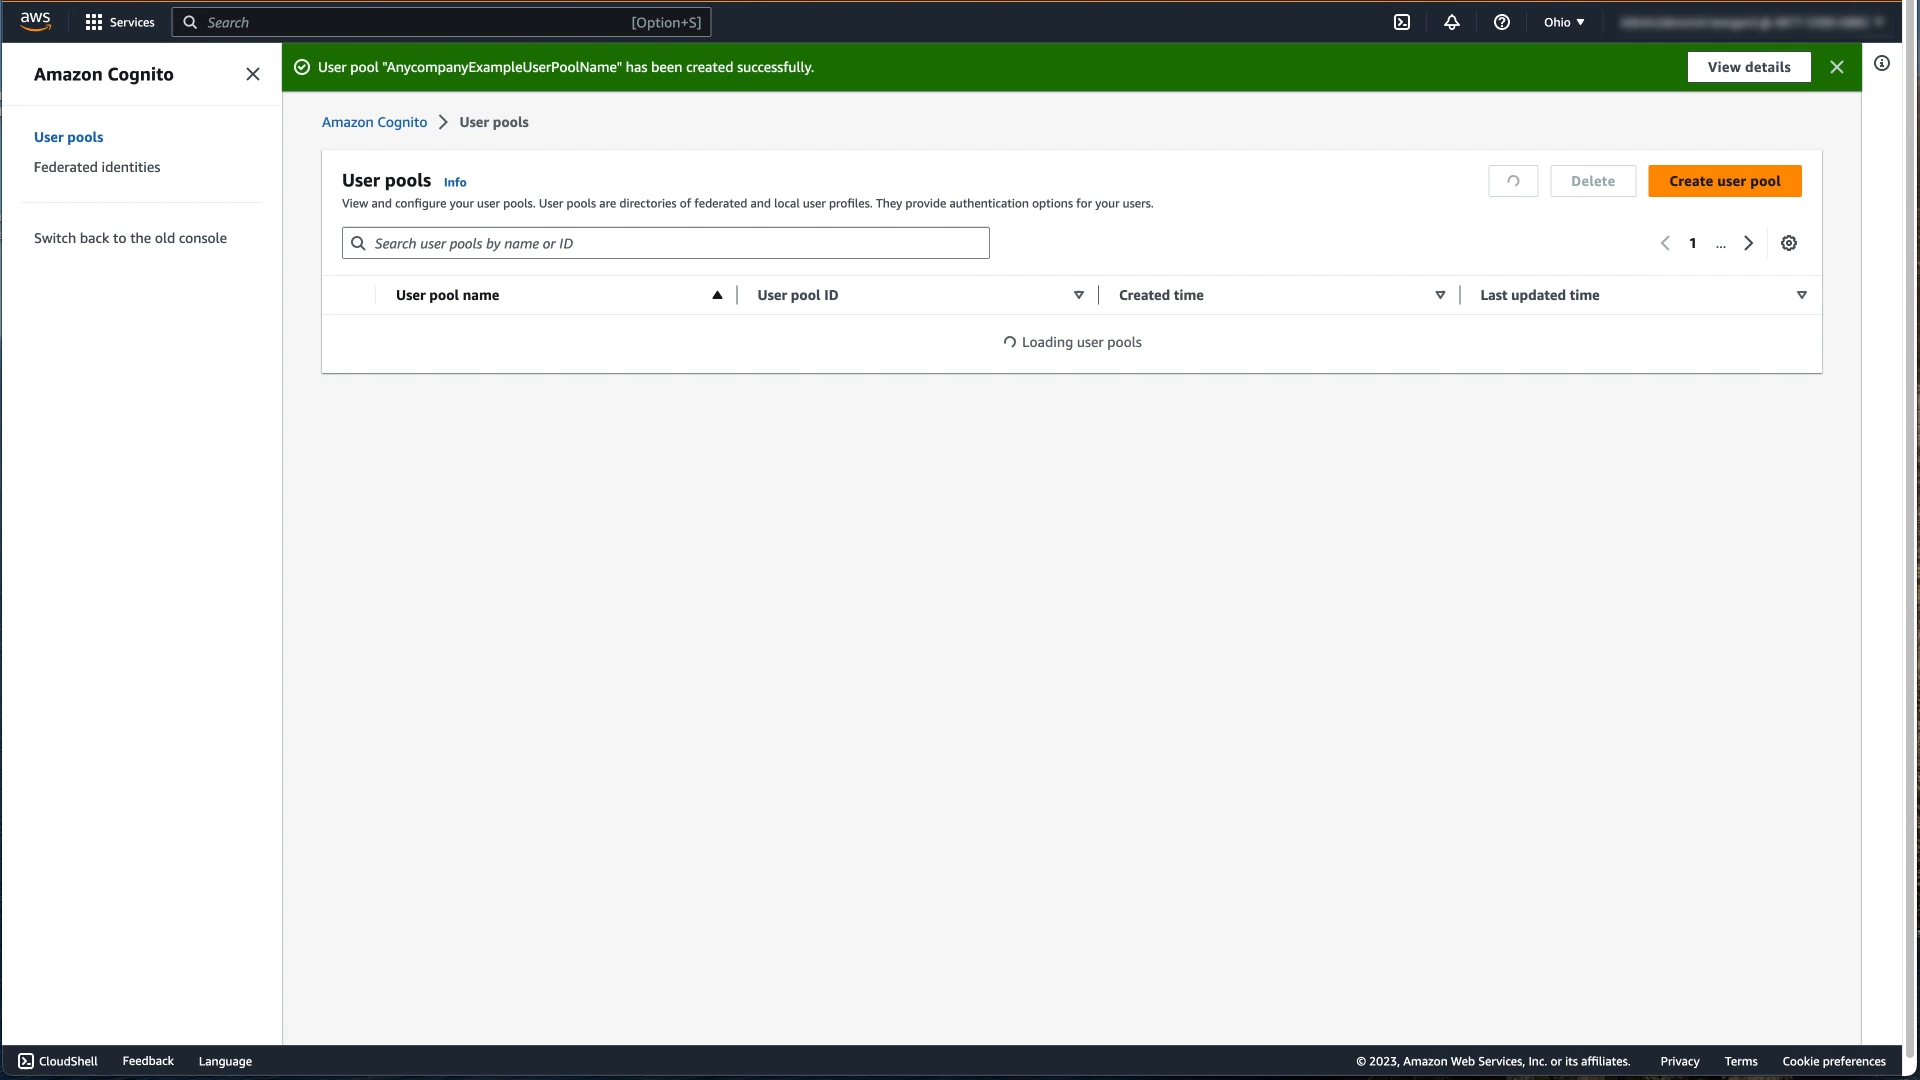 aws
Services
Search
[Option+S]
Ohio
Amazon Cognito
User pool "AnycompanyExampleUserPoolName" has been created successfully.
View details
User pools
Federated identities
Switch back to the old console
Amazon Cognito
User pools
User pools
Info
Delete
Create user pool
View and configure your user pools. User pools are directories of federated and local user profiles. They provide authentication options for your users.
Search user pools by name or ID
1
...
User pool name
User pool ID
Created time
Last updated time
Loading user pools
CloudShell
Feedback
Language
© 2023, Amazon Web Services, Inc. or its affiliates.
Privacy
Terms
Cookie preferences